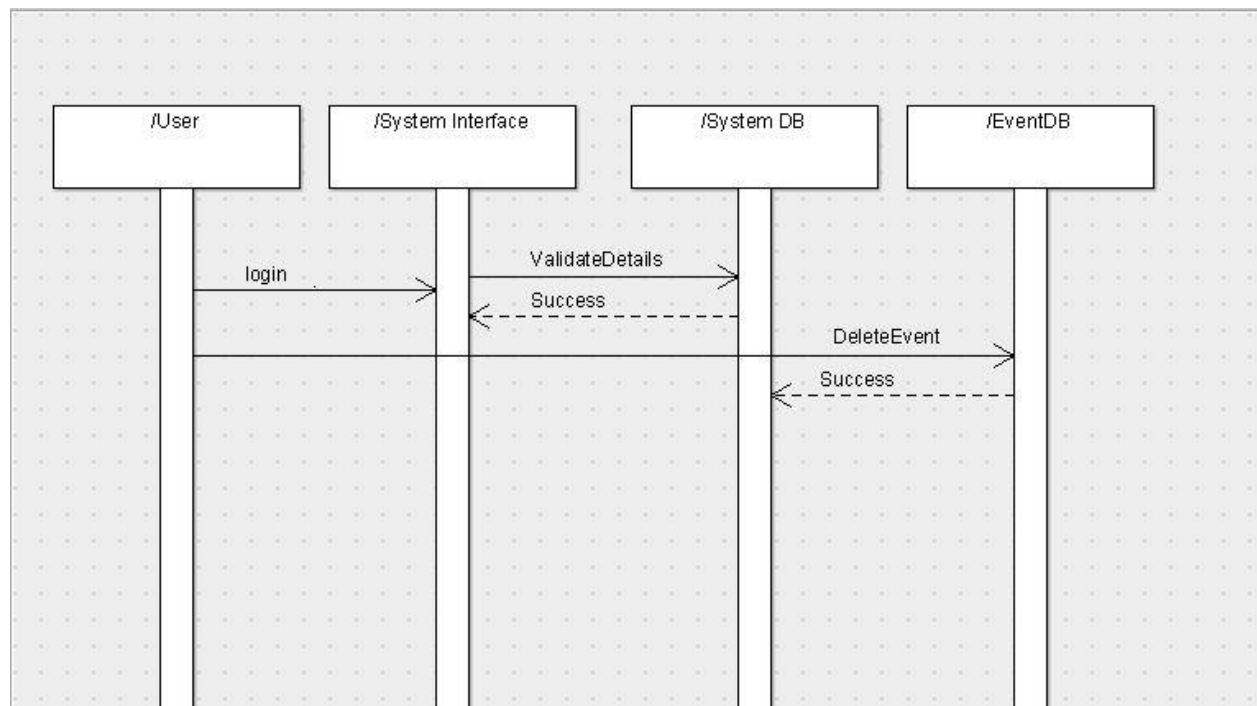 /User
/System Interface
/System DB
/EventDB
ValidateDetails
login
Success
DeleteEvent
Success